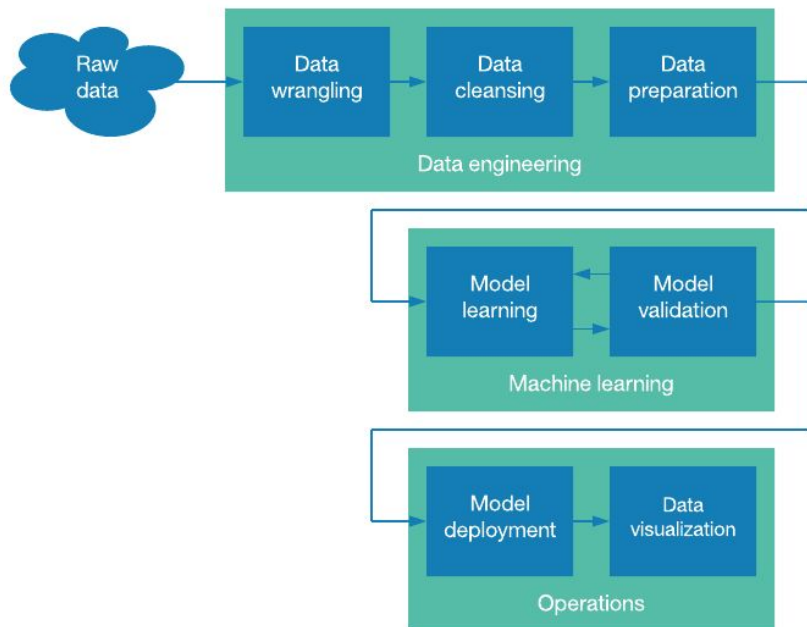 Raw
data
Data
wrangling
Data
cleansing
Data
preparation
Data engineering
Model
learning
Model
validation
Machine learning
Model
deployment
Data
visualization
Operations